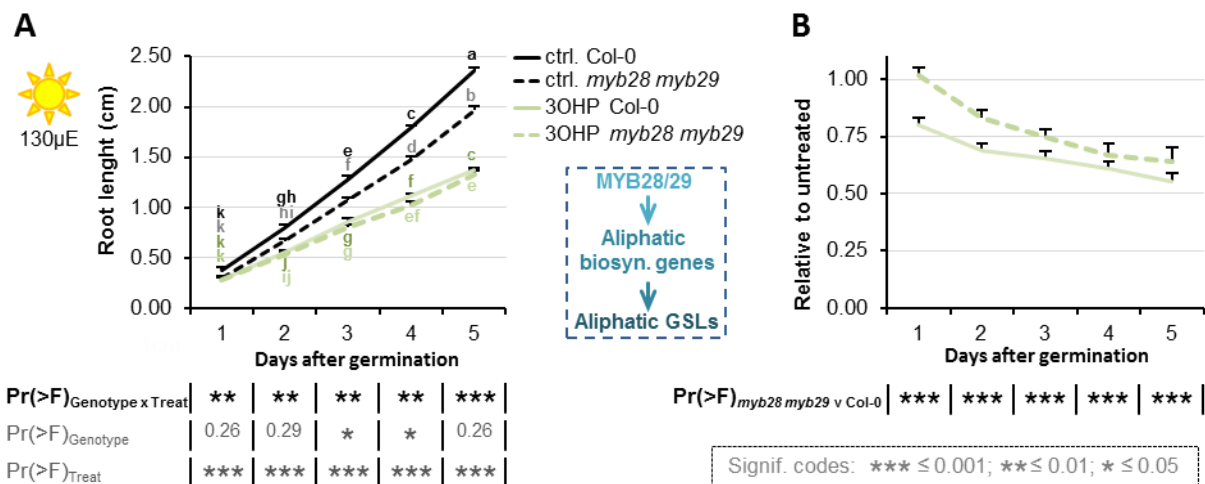 A
B
130µE
Root lenght (cm)
2.50
2.00
1.50
1.00
0.50
0.00
k
k
k
k
gh
hi
j
ij
e
f
g
g
c
d
f
ef
a
b
c
e
1 2 3 4 5
Days after germination
ctrl. Col-0
ctrl. myb28 myb29
3OHP Col-0
3OHP myb28 myb29
MYB28/29
Aliphatic
biosyn. genes
Aliphatic GSLs
Relative to untreated
1.00
0.75
0.50
0.25
0.00
1 2 3 4 5
Days after germination
Pr(>F)Genotype x Treat ** ** ** ** ***
Pr(>F)Genotype 0.26 0.29 * * 0.26
Pr(>F)Treat *** *** *** *** ***
Pr(>F)myb28 myb29 v Col-0 *** *** *** *** ***
Signif. codes: *** ≤ 0.001; ** ≤ 0.01; * ≤ 0.05